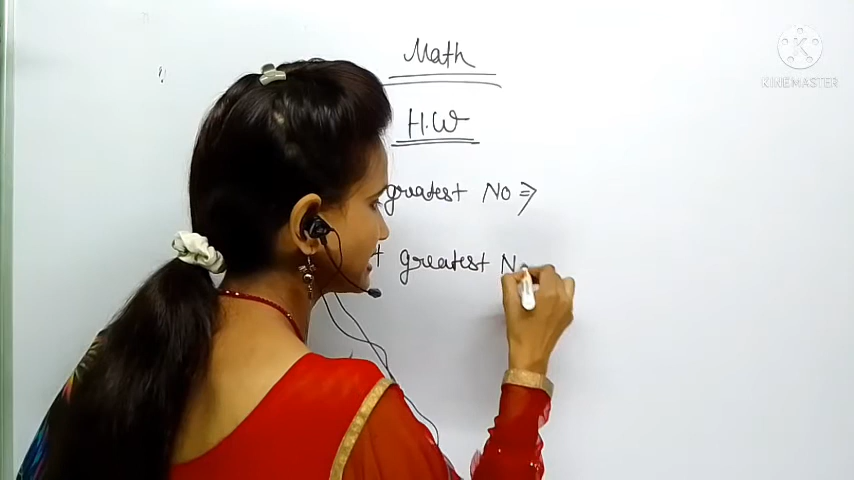 Math
H.W
greatest No ⇒
t greatest N
K
KINEMASTER